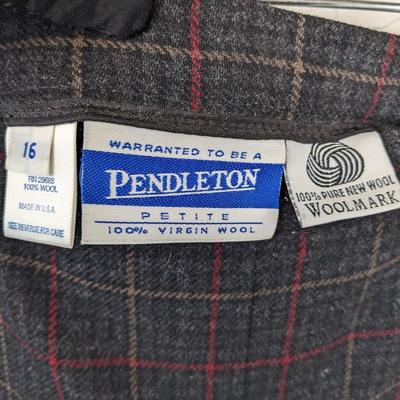 16
RN 29685
100% WOOL
MADE IN U.S.A.
SEE REVERSE FOR CARE
WARRANTED TO BE A
PENDLETON
PETITE
100% VIRGIN WOOL
100% PURE NEW WOOL
WOOLMARK